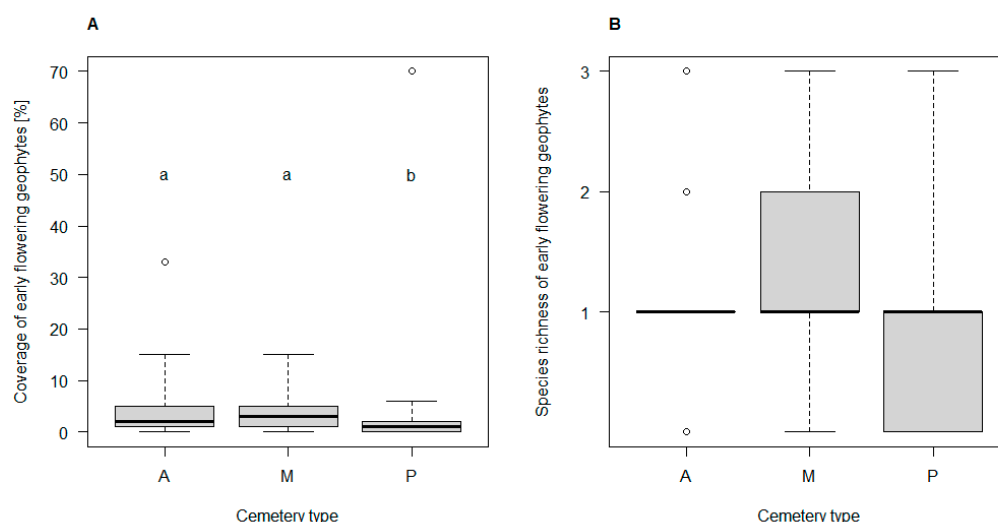 A
B
Coverage of early flowering geophytes [%]
70
60
50
40
30
20
10
0
a
a
b
A
M
P
Cemetery type
Species richness of early flowering geophytes
3
2
1
A
M
P
Cemetery type